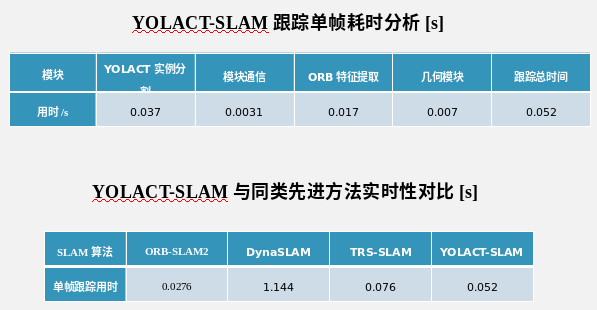 YOLACT-SLAM 跟踪单帧耗时分析 [s]
模块 YOLACT 实例分割 模块通信 ORB 特征提取 几何模块 跟踪总时间
用时 /s 0.037 0.0031 0.017 0.007 0.052
YOLACT-SLAM 与同类先进方法实时性对比 [s]
SLAM 算法 ORB-SLAM2 DynaSLAM TRS-SLAM YOLACT-SLAM
单帧跟踪用时 0.0276 1.144 0.076 0.052